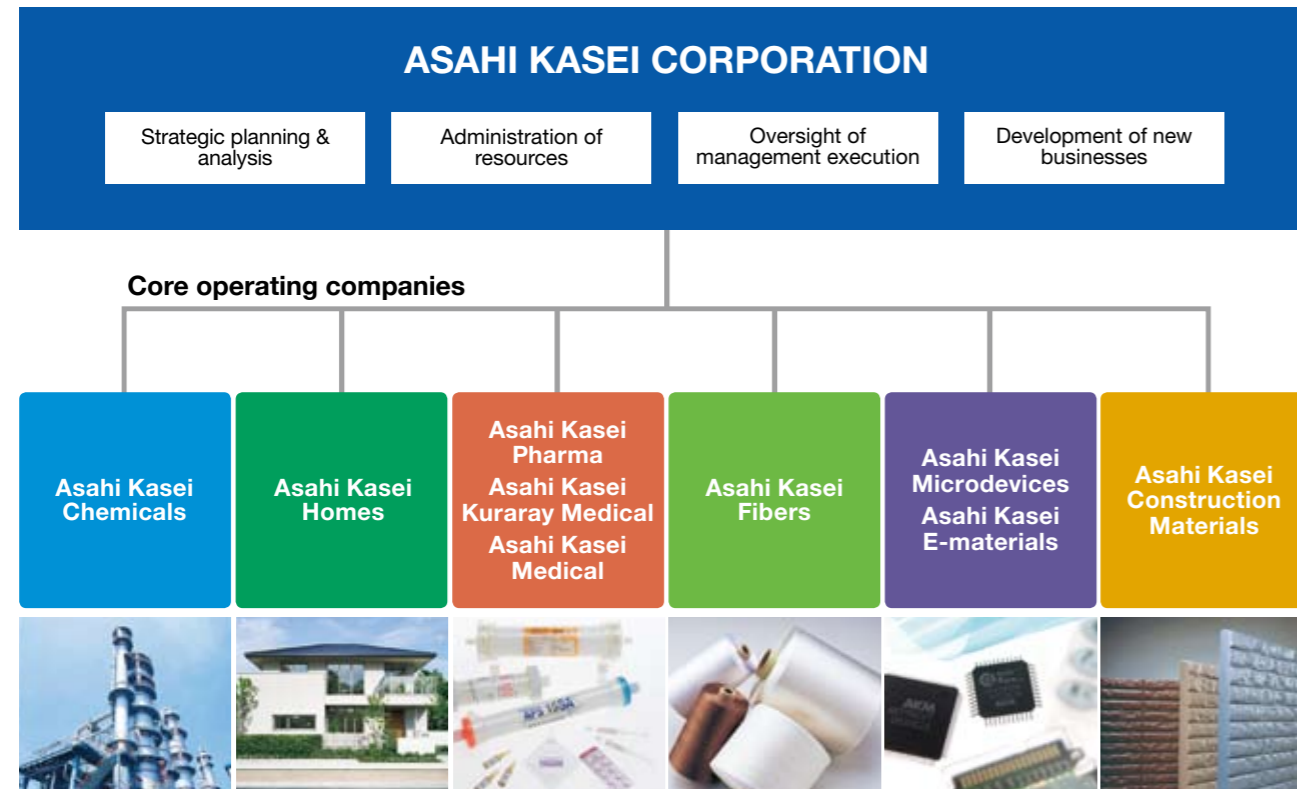 ASAHI KASEI CORPORATION
Strategic planning &
analysis
Administration of
resources
Oversight of
management execution
Development of new
businesses
Core operating companies
Asahi Kasei
Chemicals
Asahi Kasei
Homes
Asahi Kasei
Pharma
Asahi Kasei
Kuraray Medical
Asahi Kasei
Medical
Asahi Kasei
Fibers
Asahi Kasei
Microdevices
Asahi Kasei
E-materials
Asahi Kasei
Construction
Materials
AKM